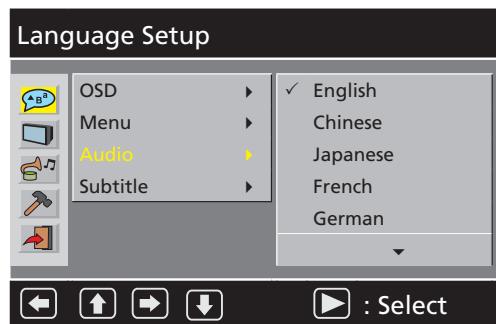 Language Setup
OSD
Menu
Audio
Subtitle
English
Chinese
Japanese
French
German
: Select